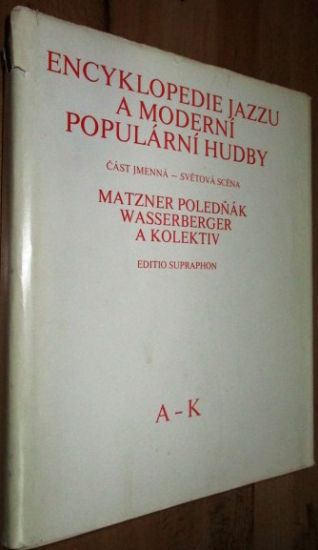 ENCYKLOPEDIE JAZZU
A MODERNÍ
POPULÁRNÍ HUDBY
ČÁST JMENNÁ – SVĚTOVÁ SCÉNA
MATZNER POLEDŇÁK
WASSERBERGER
A KOLEKTIV
EDITIO SUPRAPHON
A – K